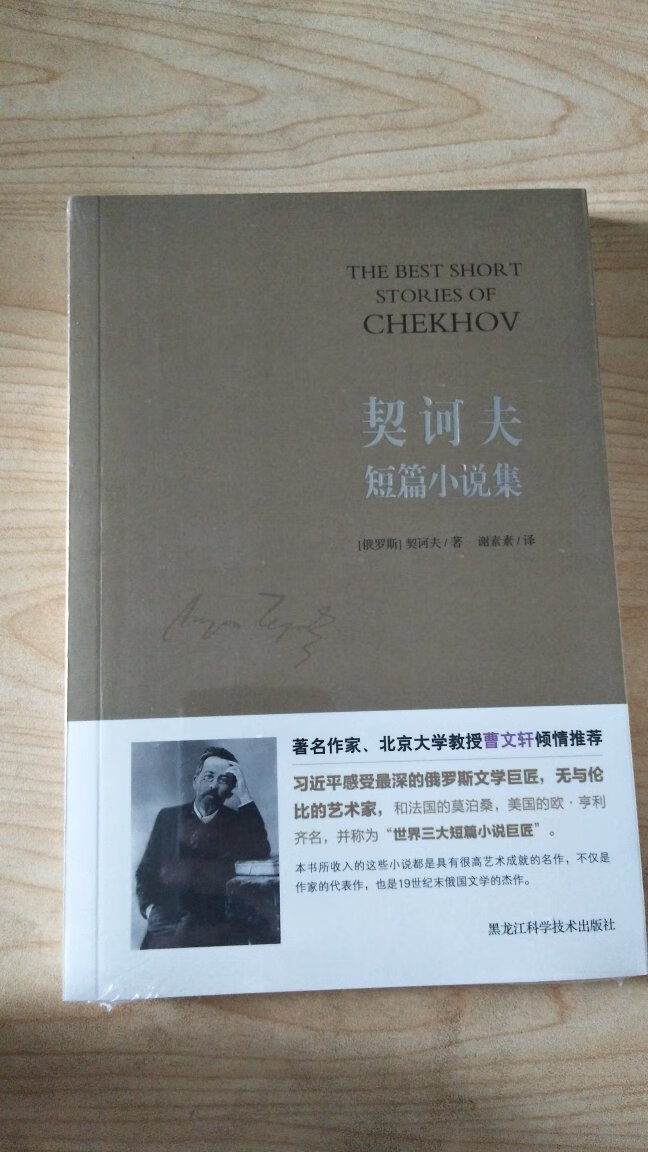 THE BEST SHORT
STORIES OF
CHEKHOV
契诃夫
短篇小说集
[俄罗斯] 契诃夫/著 谢素素/译
著名作家、北京大学教授曹文轩倾情推荐
习近平感受最深的俄罗斯文学巨匠，无与伦
比的艺术家，和法国的莫泊桑，美国的欧·亨利
齐名，并称为“世界三大短篇小说巨匠”。
本书所收入的这些小说都是具有很高艺术成就的名作，不仅是
作家的代表作，也是19世纪末俄国文学的杰作。
黑龙江科学技术出版社